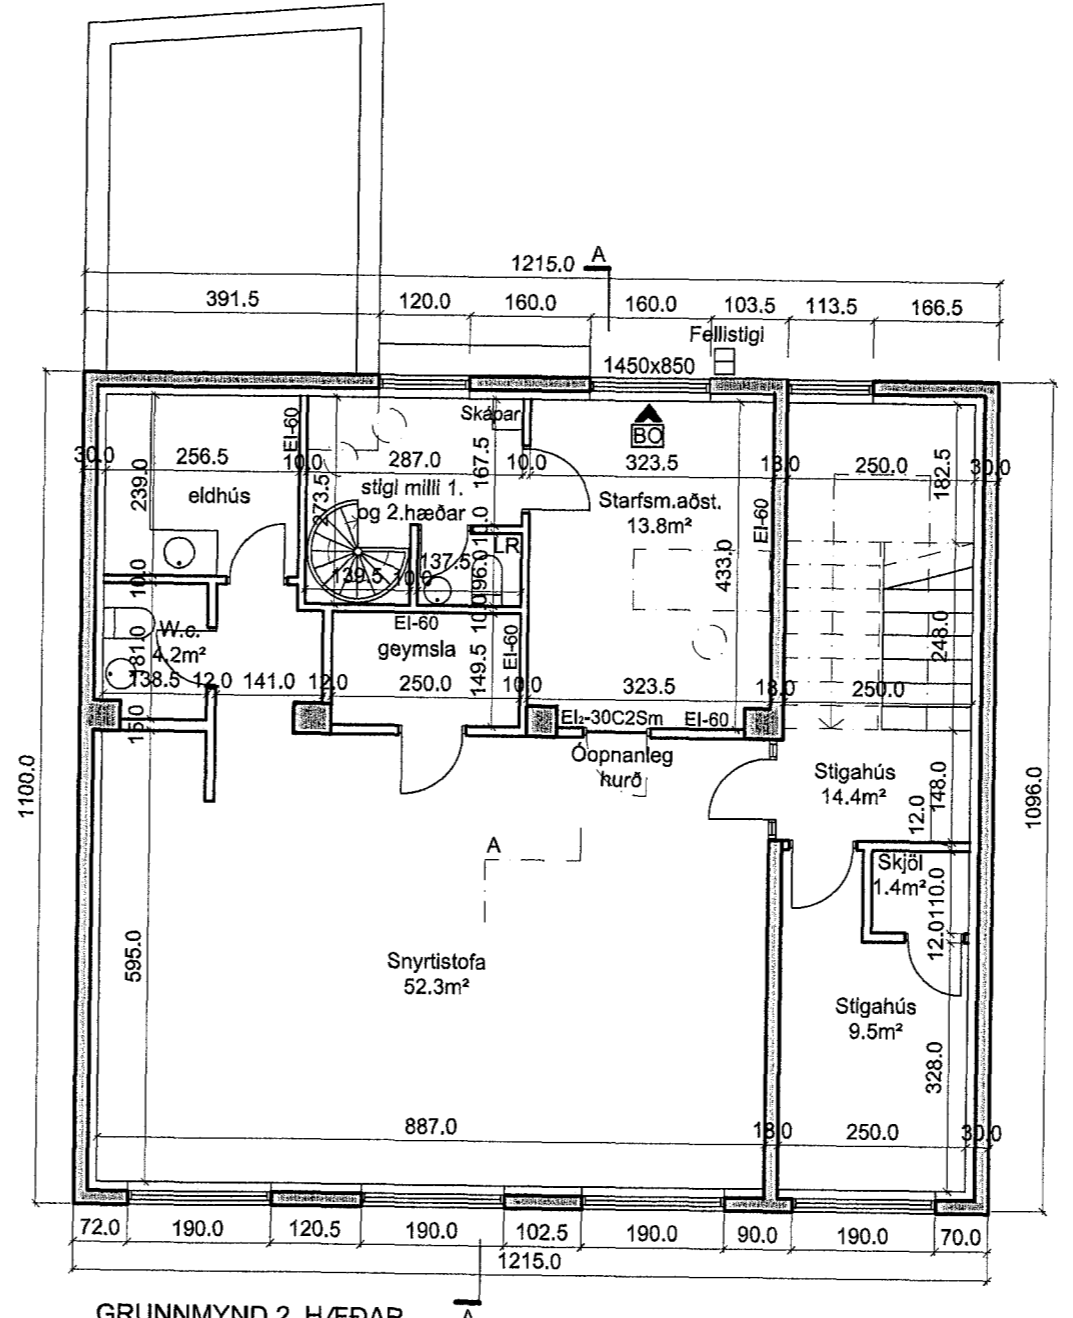 1215.0 A
391.5 120.0 160.0 160.0 103.5 113.5 166.5
Fellistigi
1450x850
BO
Skápar
EI-60
30.0 256.5 10.0 287.0 10.0 323.5 18.0 250.0 30.0
239.0
eldhús
273.5
stigi milli 1.
og 2.hæðar
167.5
Starfsm.aðst.
13.8m²
EI-60
182.5
LR
137.5
139.5 10.0
96.0
433.0
10.0
10.0
W.c.
4.2m²
181.0
EI-60
geymsla
149.5
EI-60
248.0
138.5 12.0 141.0 12.0 250.0 10.0 323.5 18.0 250.0
15.0
EI₂-30C2Sm EI-60
Óopnanleg
hurð
Stigahús
14.4m²
148.0
12.0
1100.0
1096.0
A
Skjöl
1.4m²
110.0
12.0
595.0
Snyrtistofa
52.3m²
Stigahús
9.5m²
328.0
887.0 18.0 250.0 30.0
72.0 190.0 120.5 190.0 102.5 190.0 90.0 190.0 70.0
1215.0
GRUNNMYND 2. HÆÐAR
A